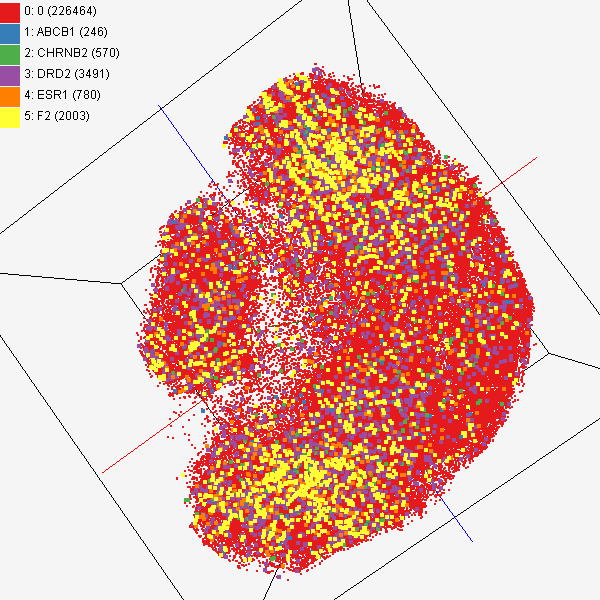 0: 0 (226464)
1: ABCB1 (246)
2: CHRNB2 (570)
3: DRD2 (3491)
4: ESR1 (780)
5: F2 (2003)